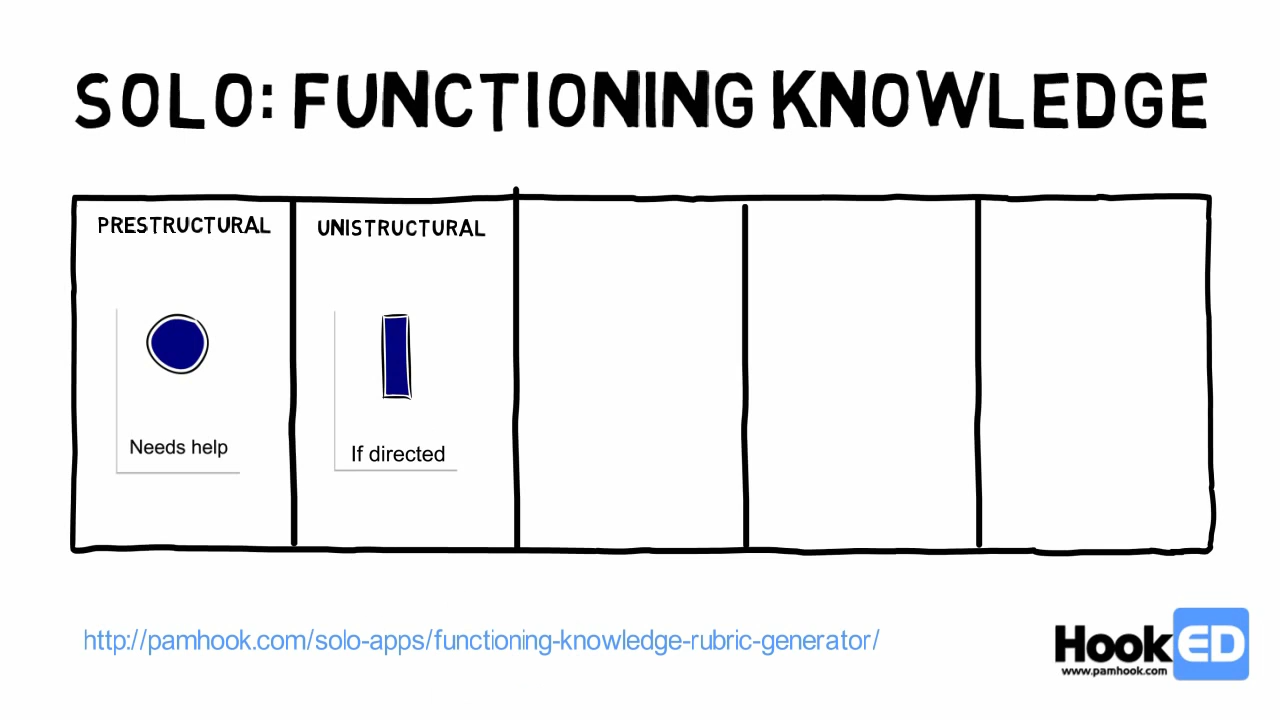 SOLO: FUNCTIONING KNOWLEDGE
PRESTRUCTURAL
UNISTRUCTURAL
Needs help
If directed
http://pamhook.com/solo-apps/functioning-knowledge-rubric-generator/
HookED
www.pamhook.com